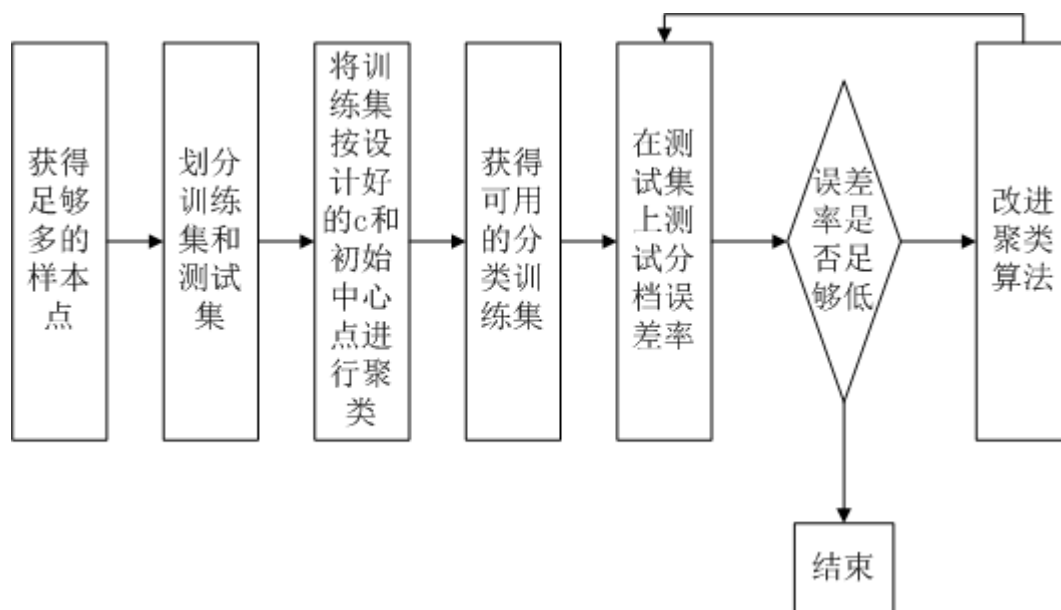 获得
足够
多的
样本
点
划分
训练
集和
测试
集
将训
练集
按设
计好
的c和
初始
中心
点进
行聚
类
获得
可用
的分
类训
练集
在测
试集
上测
试分
档误
差率
误差
率是
否足
够低
改进
聚类
算法
结束